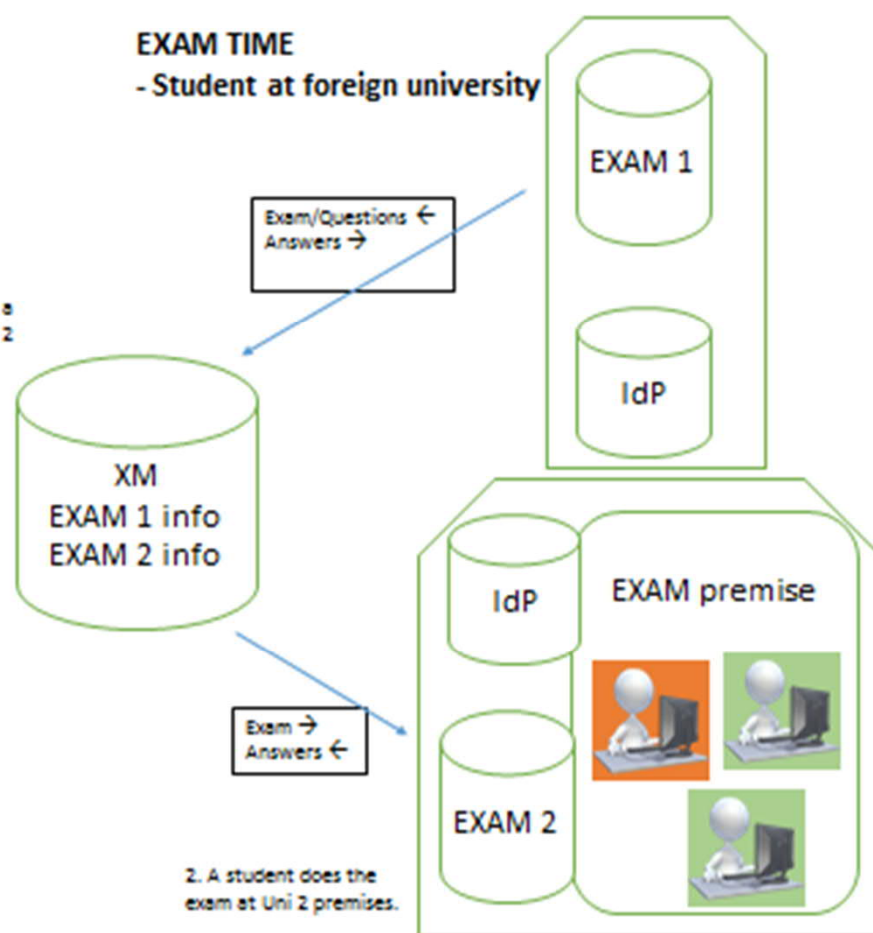 EXAM TIME
- Student at foreign university
EXAM 1
Exam/Questions ←
Answers →
a
2
IdP
XM
EXAM 1 info
EXAM 2 info
IdP
EXAM premise
Exam →
Answers ←
EXAM 2
2. A student does the
exam at Uni 2 premises.